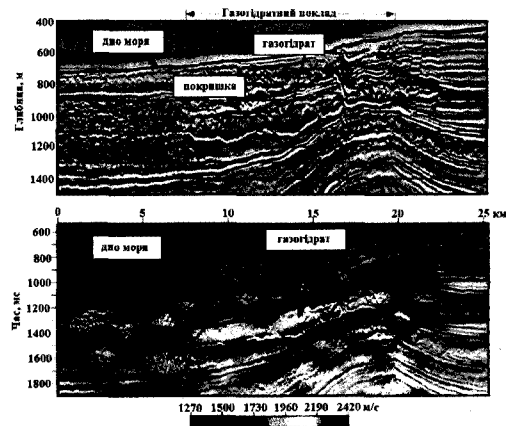 Газогідратний поклад
400
дно моря
газогідрат
600
покришка
800
1000
1200
1400
Глибина, м
0 5 10 15 20 25 км
600
дно моря
газогідрат
800
1000
1200
1400
1600
1800
Час, мс
1270 1500 1730 1960 2190 2420 м/с